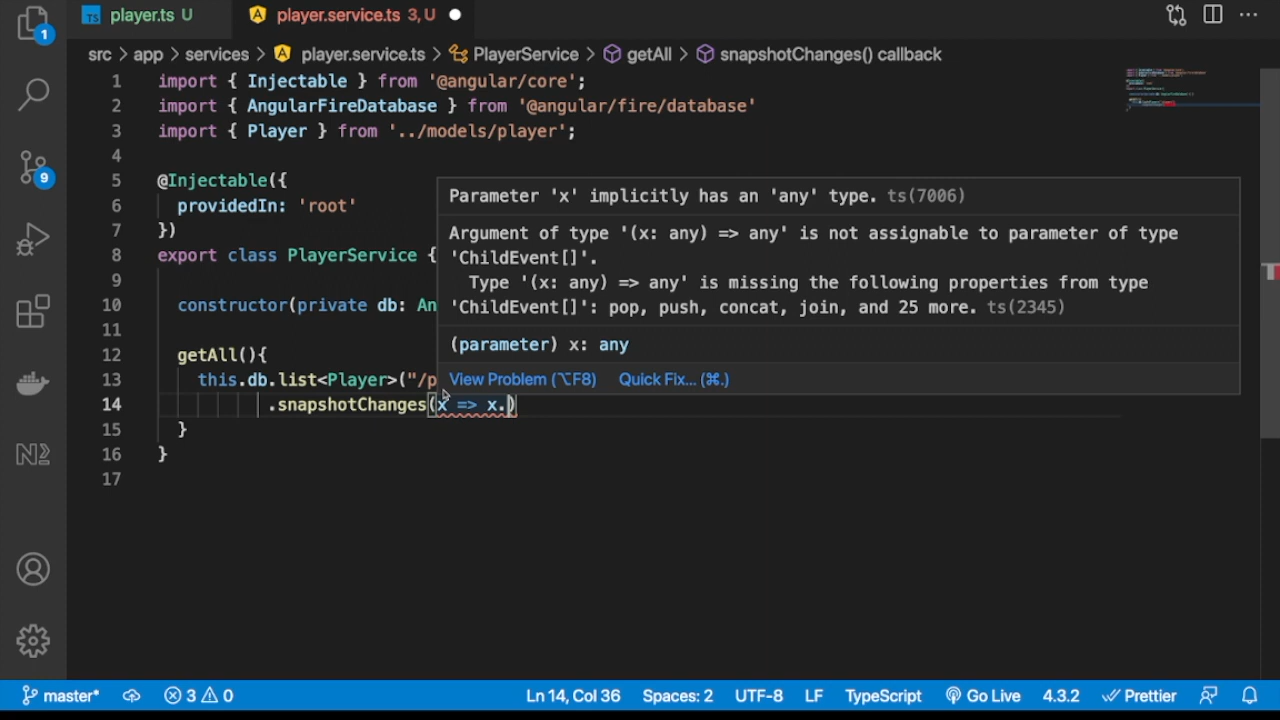 player.ts U
player.service.ts 3, U
1
src > app > services > player.service.ts > PlayerService > getAll > snapshotChanges() callback
1 import { Injectable } from '@angular/core';
2 import { AngularFireDatabase } from '@angular/fire/database'
3 import { Player } from '../models/player';
4
5 @Injectable({
6 providedIn: 'root'
7 })
8 export class PlayerService {
9
10 constructor(private db: An
11
12 getAll(){
13 this.db.list<Player>("/p
14 .snapshotChanges(x => x.)
15 }
16 }
17
Parameter 'x' implicitly has an 'any' type. ts(7006)
Argument of type '(x: any) => any' is not assignable to parameter of type
'ChildEvent[]'.
Type '(x: any) => any' is missing the following properties from type
'ChildEvent[]': pop, push, concat, join, and 25 more. ts(2345)
(parameter) x: any
View Problem (⌥F8) Quick Fix... (⌘.)
9
master* 3 0 Ln 14, Col 36 Spaces: 2 UTF-8 LF TypeScript Go Live 4.3.2 Prettier